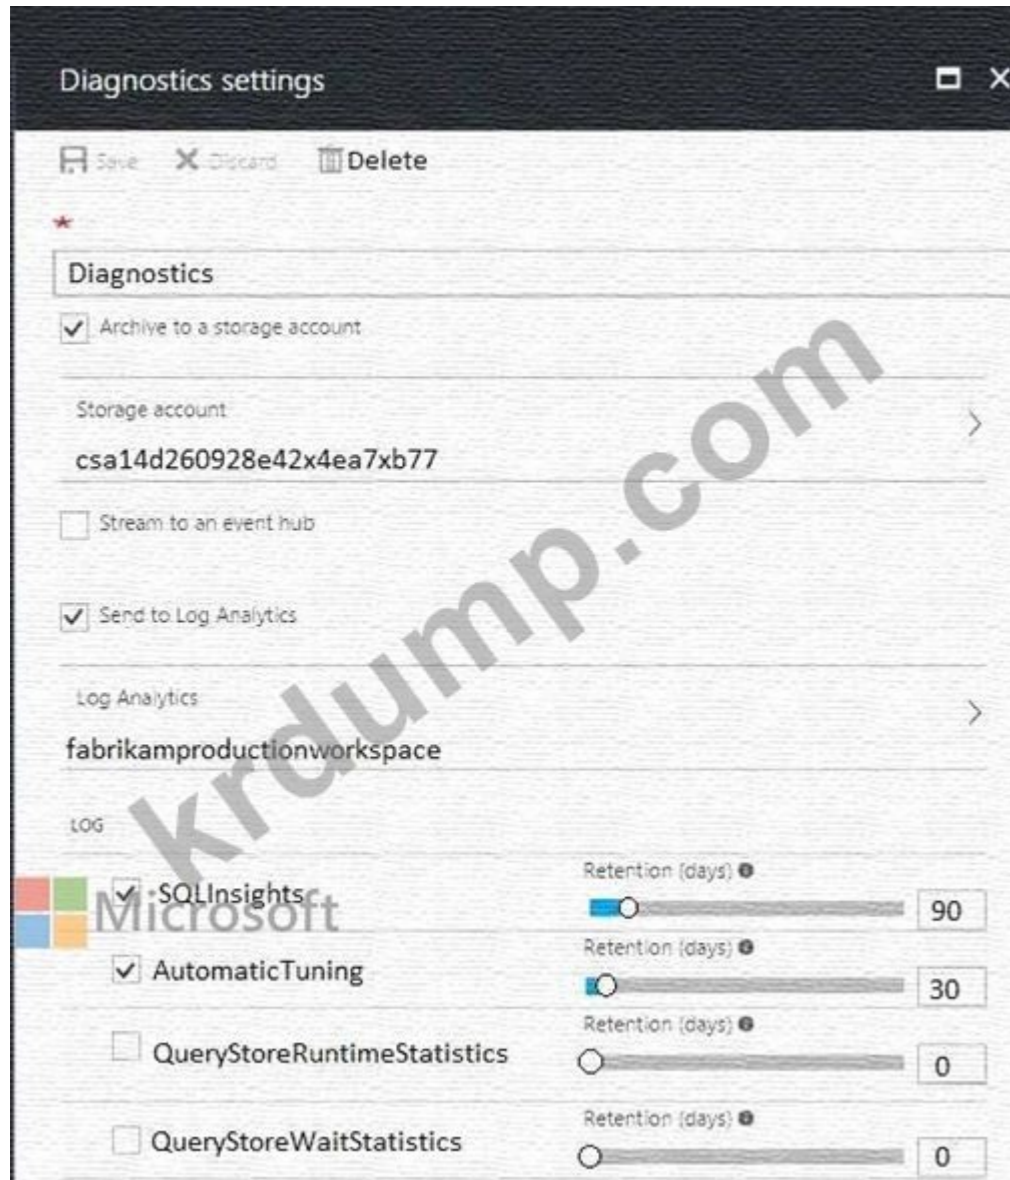 Diagnostics settings
Save Discard Delete
*
Diagnostics
Archive to a storage account
Storage account
csa14d260928e42x4ea7xb77
Stream to an event hub
Send to Log Analytics
Log Analytics
fabrikamproductionworkspace
LOG
SQLInsights Retention (days) 90
AutomaticTuning Retention (days) 30
QueryStoreRuntimeStatistics Retention (days) 0
QueryStoreWaitStatistics Retention (days) 0
krdump.com
Microsoft